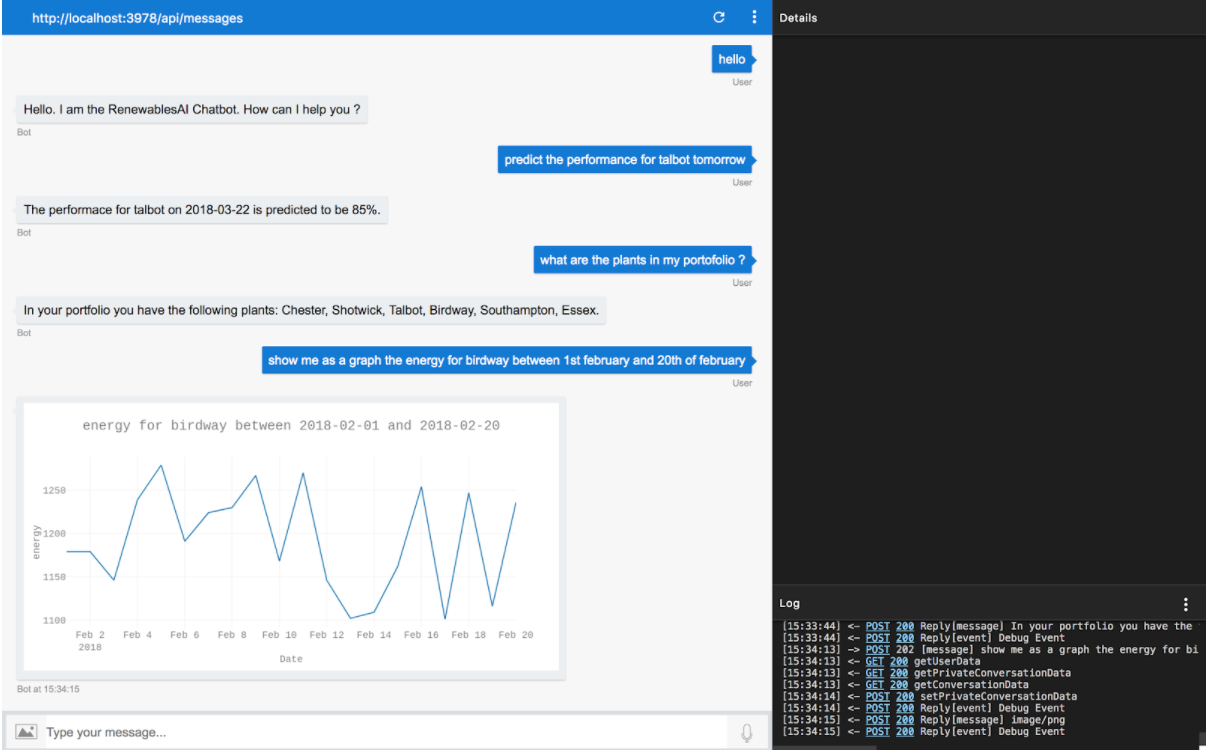 http://localhost:3978/api/messages
Details
hello
User
Hello. I am the RenewablesAI Chatbot. How can I help you ?
Bot
predict the performance for talbot tomorrow
User
The performace for talbot on 2018-03-22 is predicted to be 85%.
Bot
what are the plants in my portofolio ?
User
In your portfolio you have the following plants: Chester, Shotwick, Talbot, Birdway, Southampton, Essex.
Bot
show me as a graph the energy for birdway between 1st february and 20th of february
User
energy for birdway between 2018-02-01 and 2018-02-20
1250
1200
1150
1100
energy
Feb 2 Feb 4 Feb 6 Feb 8 Feb 10 Feb 12 Feb 14 Feb 16 Feb 18 Feb 20
2018
Date
Bot at 15:34:15
Type your message...
Log
[15:33:44] <- POST 200 Reply[message] In your portfolio you have the
[15:33:44] <- POST 200 Reply[event] Debug Event
[15:34:13] -> POST 202 [message] show me as a graph the energy for bi
[15:34:13] <- GET 200 getUserData
[15:34:13] <- GET 200 getPrivateConversationData
[15:34:13] <- GET 200 getConversationData
[15:34:14] <- POST 200 setPrivateConversationData
[15:34:14] <- POST 200 Reply[event] Debug Event
[15:34:15] <- POST 200 Reply[message] image/png
[15:34:15] <- POST 200 Reply[event] Debug Event